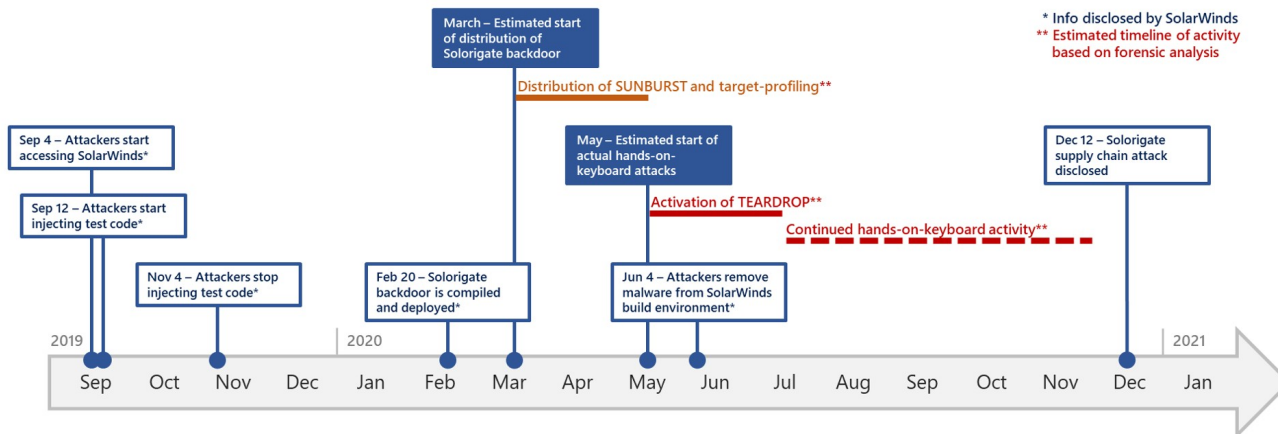 March – Estimated start
of distribution of
Solorigate backdoor
* Info disclosed by SolarWinds
** Estimated timeline of activity
based on forensic analysis
Distribution of SUNBURST and target-profiling**
Sep 4 – Attackers start
accessing SolarWinds*
May – Estimated start of
actual hands-on-
keyboard attacks
Dec 12 – Solorigate
supply chain attack
disclosed
Sep 12 – Attackers start
injecting test code*
Activation of TEARDROP**
Continued hands-on-keyboard activity**
Nov 4 – Attackers stop
injecting test code*
Feb 20 – Solorigate
backdoor is compiled
and deployed*
Jun 4 – Attackers remove
malware from SolarWinds
build environment*
2019 2020 2021
Sep Oct Nov Dec Jan Feb Mar Apr May Jun Jul Aug Sep Oct Nov Dec Jan